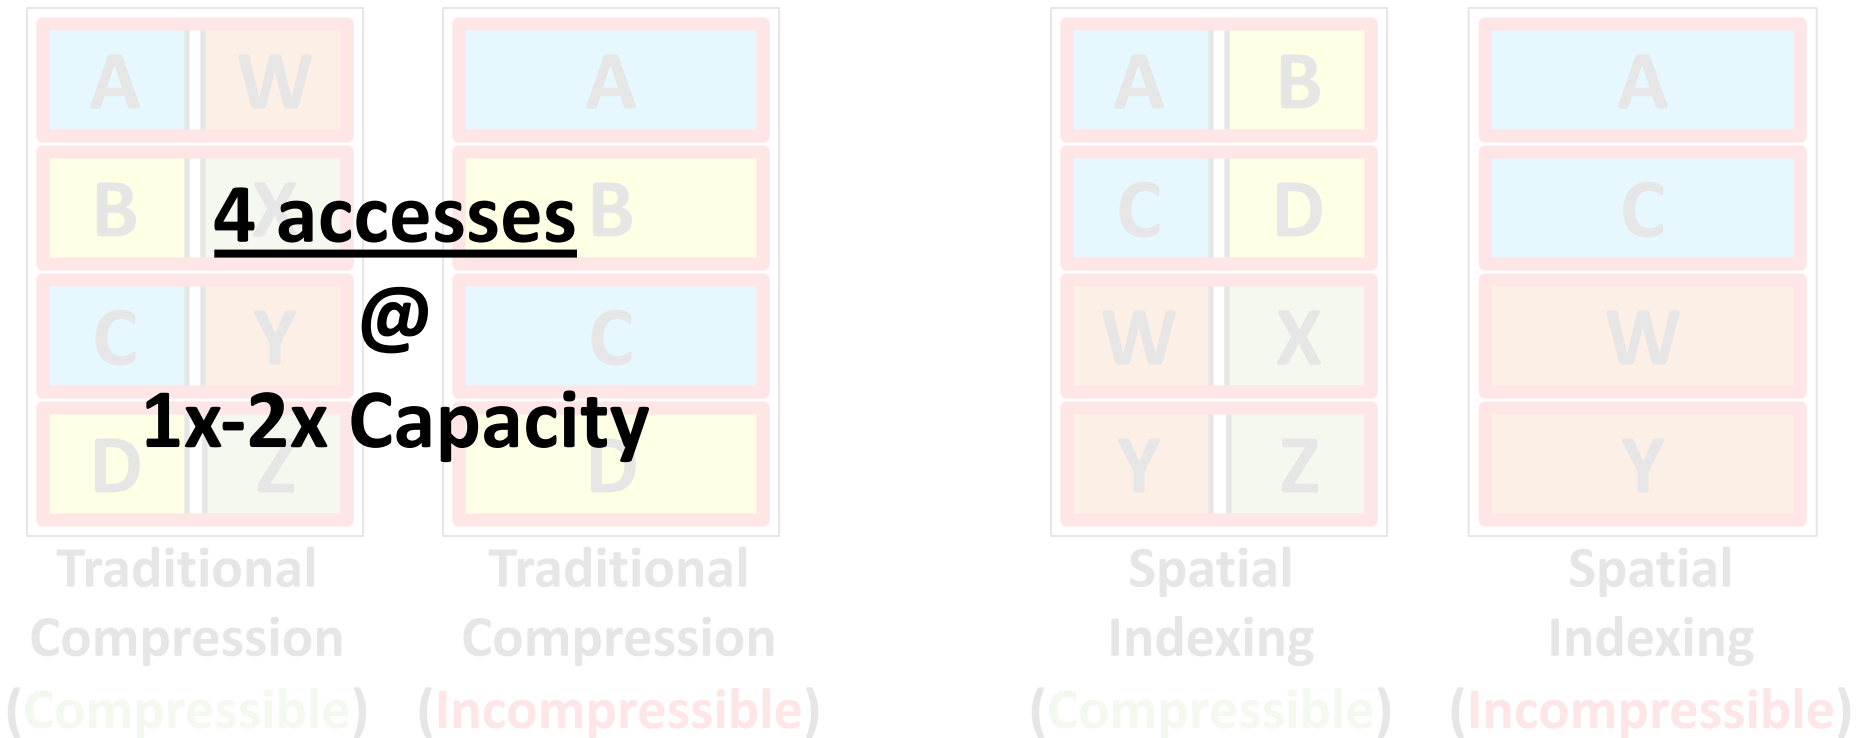 A W
B X
C Y
D Z
Traditional
Compression
(Compressible)
A
B
C
D
Traditional
Compression
(Incompressible)
4 accesses
@
1x-2x Capacity
A B
C D
W X
Y Z
Spatial
Indexing
(Compressible)
A
C
W
Y
Spatial
Indexing
(Incompressible)